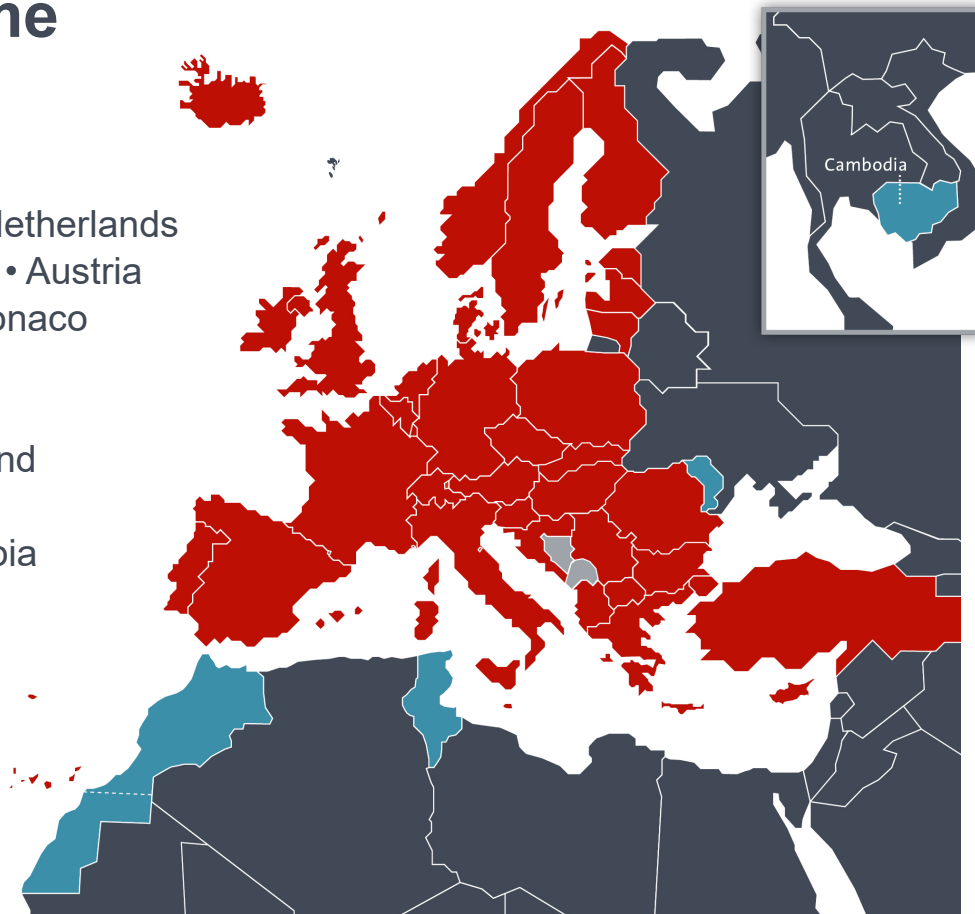 ne
letherlands
• Austria
onaco
nd
bia
Cambodia